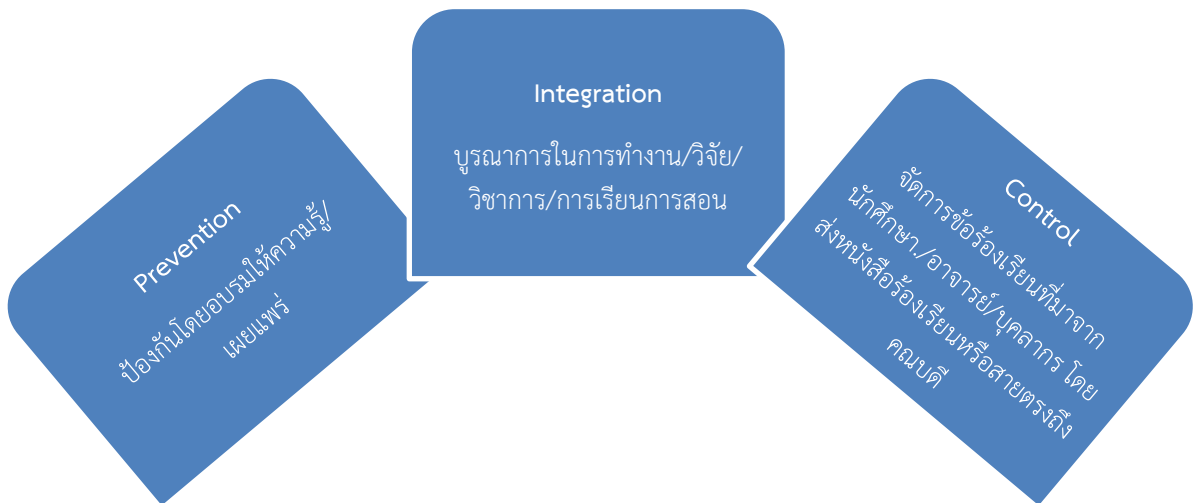 Prevention
ป้องกันโดยอบรมให้ความรู้/
เผยแพร่
Integration
บูรณาการในการทำงาน/วิจัย/
วิชาการ/การเรียนการสอน
Control
จัดการข้อร้องเรียนที่มาจาก
นักศึกษา./อาจารย์/บุคลากร โดย
ส่งหนังสือร้องเรียนหรือสายตรงถึง
คณบดี